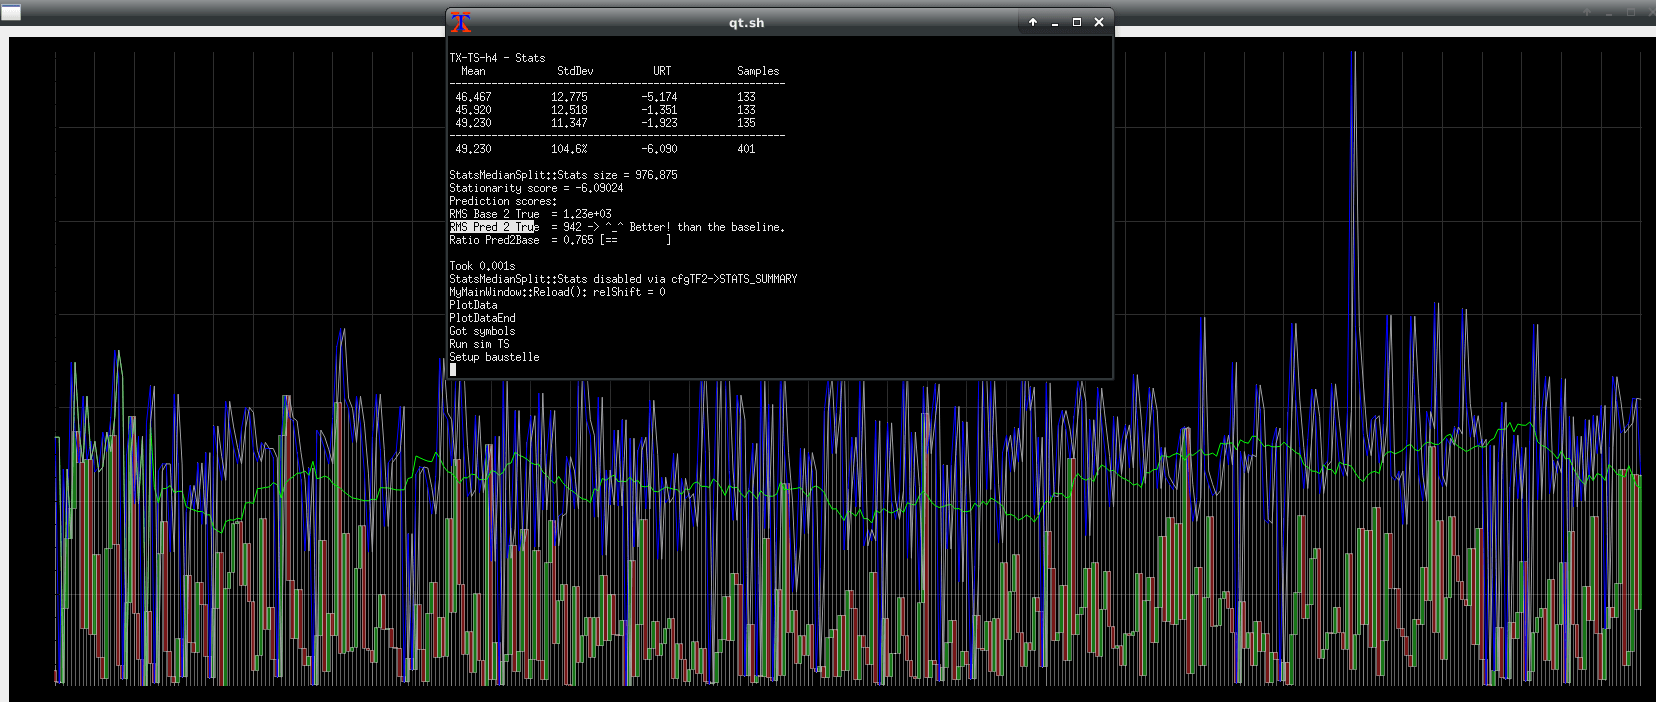 qt.sh
TX-TS-h4 - Stats
Mean StdDev URT Samples
46.467 12.775 -5.174 133
45.920 12.518 -1.351 133
49.230 11.347 -1.923 135
49.230 104.6% -6.090 401
StatsMedianSplit::Stats size = 976.875
Stationarity score = -6.09024
Prediction scores:
RMS Base 2 True = 1.23e+03
RMS Pred 2 True = 942 -> ^_^ Better! than the baseline.
Ratio Pred2Base = 0.765 [== ]
Took 0.001s
StatsMedianSplit::Stats disabled via cfgTF2->STATS_SUMMARY
MyMainWindow::Reload(): relShift = 0
PlotData
PlotDataEnd
Got symbols
Run sim TS
Setup baustelle